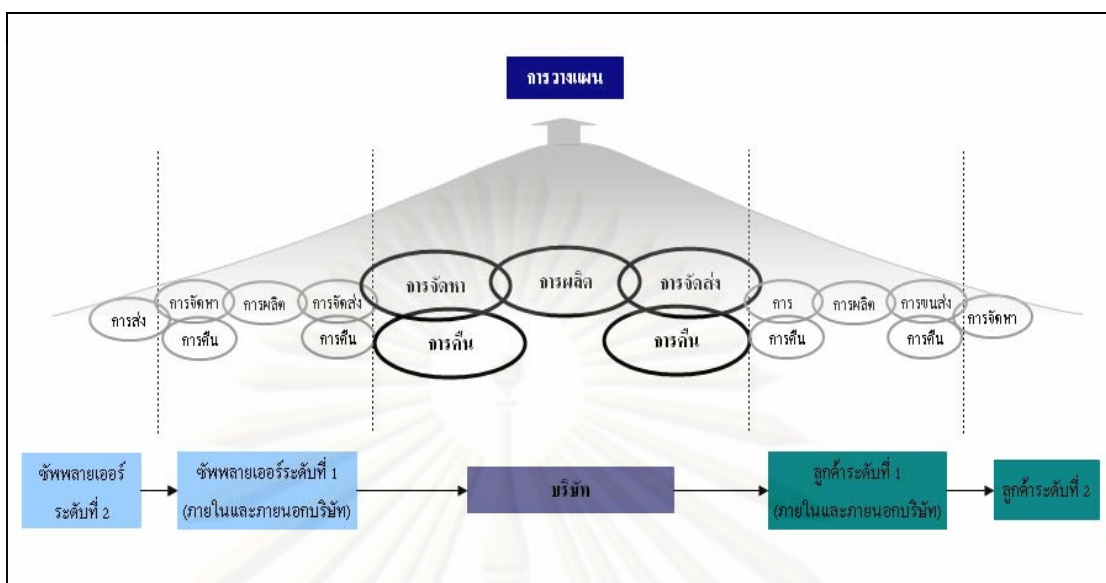 การวางแผน
การจัดหา
การผลิต
การจัดส่ง
การส่ง
การจัดหา
การผลิต
การจัดส่ง
การ
การผลิต
การขนส่ง
การจัดหา
การคืน
การคืน
การคืน
การคืน
การคืน
การคืน
ซัพพลายเออร์
ระดับที่ 2
ซัพพลายเออร์ระดับที่ 1
(ภายในและภายนอกบริษัท)
บริษัท
ลูกค้าระดับที่ 1
(ภายในและภายนอกบริษัท)
ลูกค้าระดับที่ 2